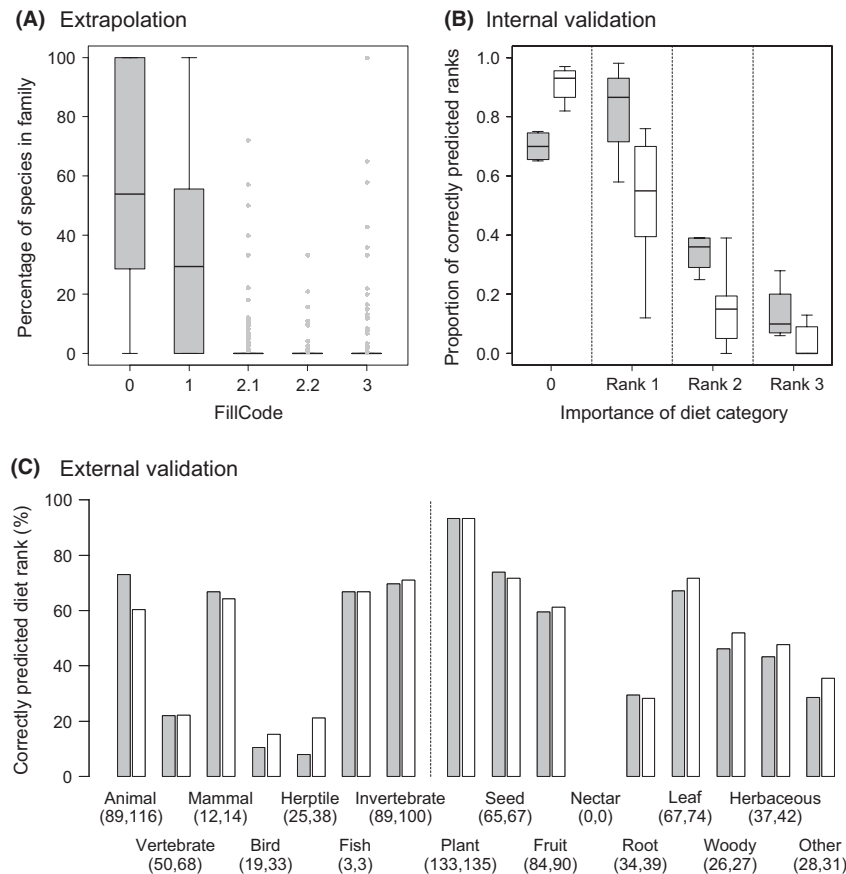 (A) Extrapolation
Percentage of species in family
100
80
60
40
20
0
0 1 2.1 2.2 3
FillCode
(B) Internal validation
Proportion of correctly predicted ranks
1.0
0.8
0.6
0.4
0.2
0.0
0 Rank 1 Rank 2 Rank 3
Importance of diet category
(C) External validation
Correctly predicted diet rank (%)
100
80
60
40
20
0
Animal Mammal Herptile Invertebrate Seed Nectar Leaf Herbaceous
(89,116) (12,14) (25,38) (89,100) (65,67) (0,0) (67,74) (37,42)
Vertebrate Bird Fish Plant Fruit Root Woody Other
(50,68) (19,33) (3,3) (133,135) (84,90) (34,39) (26,27) (28,31)